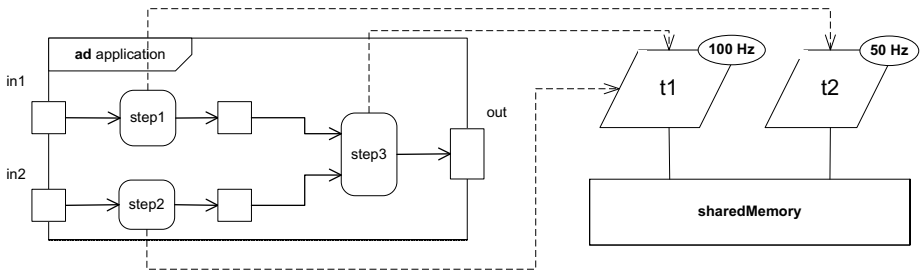 ad application
in1
step1
in2
step2
step3
out
100 Hz
t1
50 Hz
t2
sharedMemory